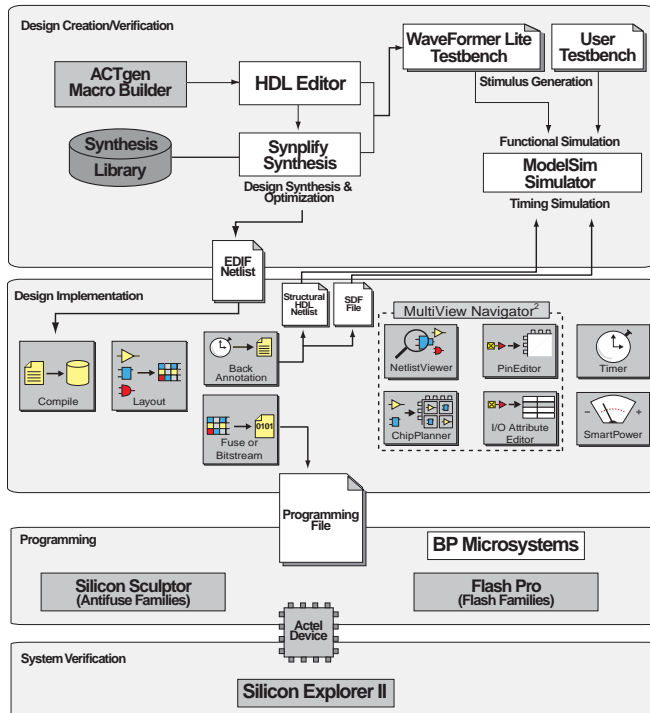 Design Creation/Verification
ACTgen
Macro Builder
HDL Editor
WaveFormer Lite
Testbench
User
Testbench
Stimulus Generation
Synthesis
Library
Synplify
Synthesis
Design Synthesis &
Optimization
Functional Simulation
ModelSim
Simulator
Timing Simulation
EDIF
Netlist
Design Implementation
Structural
HDL
Netlist
SDF
File
MultiView Navigator2
Compile
Layout
Back
Annotation
NetlistViewer
PinEditor
Timer
0101
Fuse or
Bitstream
ChipPlanner
I/O Attribute
Editor
SmartPower
Programming
File
Programming
BP Microsystems
Silicon Sculptor
(Antifuse Families)
Flash Pro
(Flash Families)
Actel
Device
System Verification
Silicon Explorer II